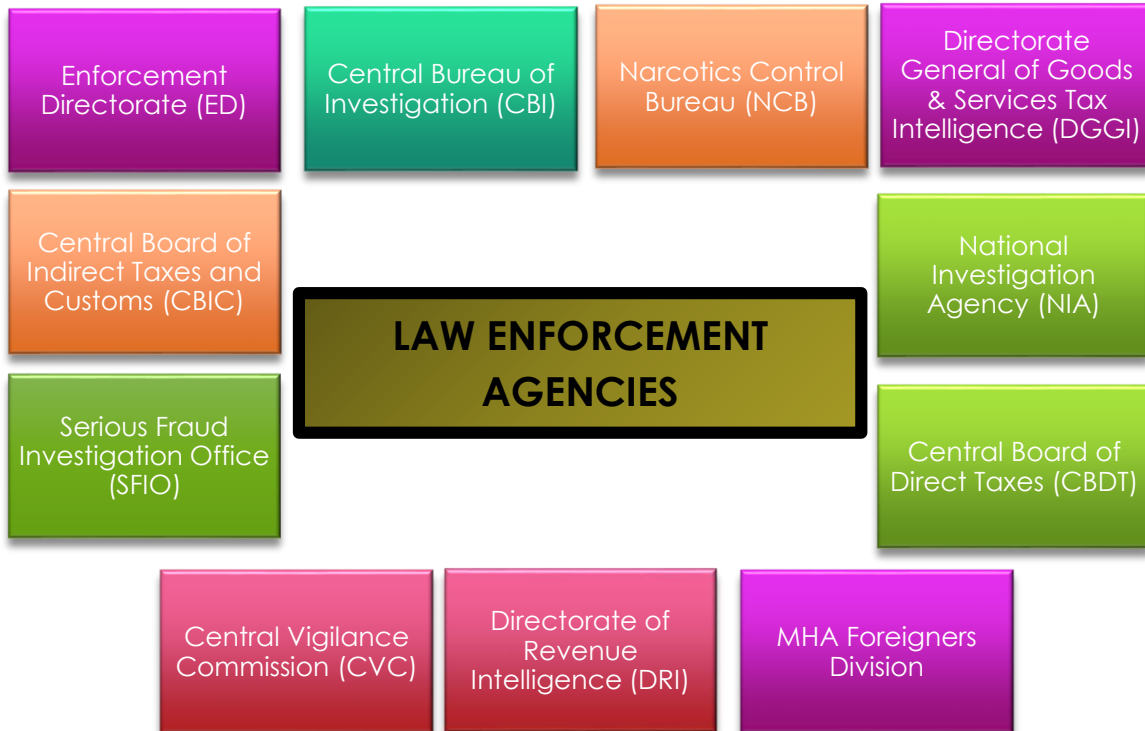 Enforcement
Directorate (ED)
Central Bureau of
Investigation (CBI)
Narcotics Control
Bureau (NCB)
Directorate
General of Goods
& Services Tax
Intelligence (DGGI)
Central Board of
Indirect Taxes and
Customs (CBIC)
National
Investigation
Agency (NIA)
LAW ENFORCEMENT
AGENCIES
Serious Fraud
Investigation Office
(SFIO)
Central Board of
Direct Taxes (CBDT)
Central Vigilance
Commission (CVC)
Directorate of
Revenue
Intelligence (DRI)
MHA Foreigners
Division